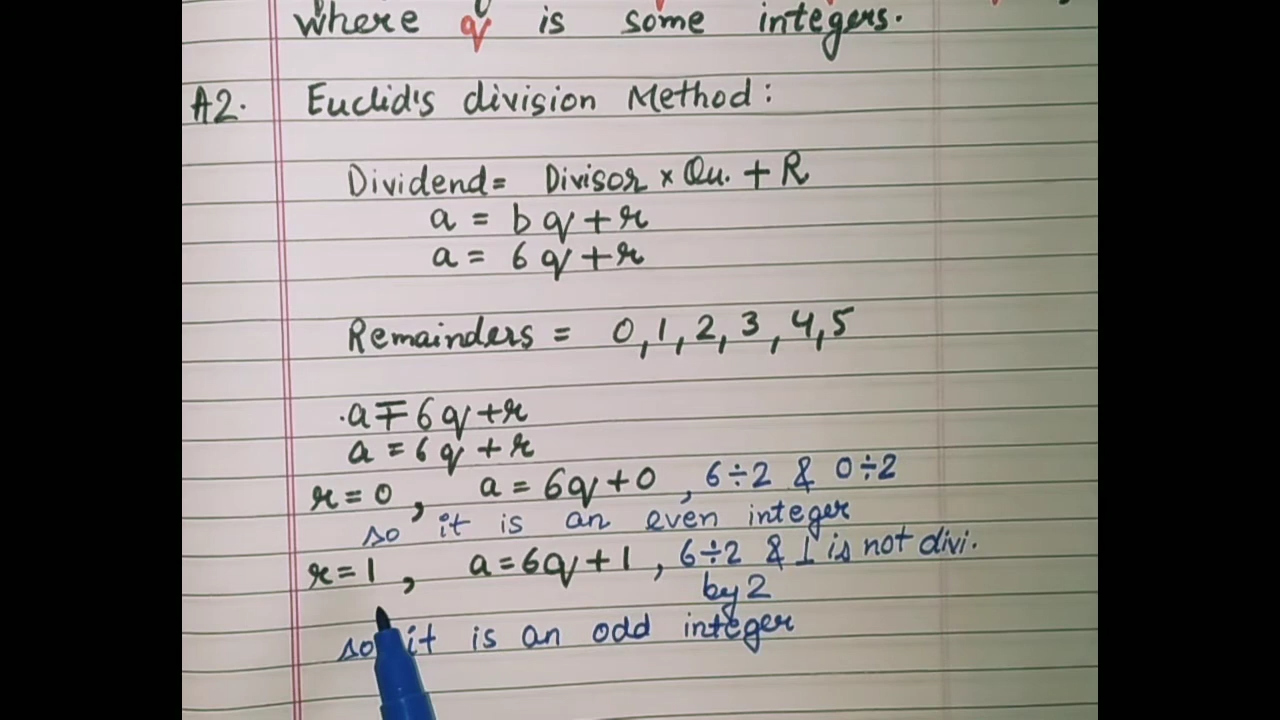 where q is some integers.
A2. Euclid's division Method:
Dividend = Divisor × Qu. + R
a = bq + r
a = 6q + r
Remainders = 0, 1, 2, 3, 4, 5
a = 6q + r
a = 6q + r
r = 0, a = 6q + 0, 6÷2 & 0÷2
so it is an even integer
r = 1, a = 6q + 1, 6÷2 & 1 is not divi.
by 2
so it is an odd integer